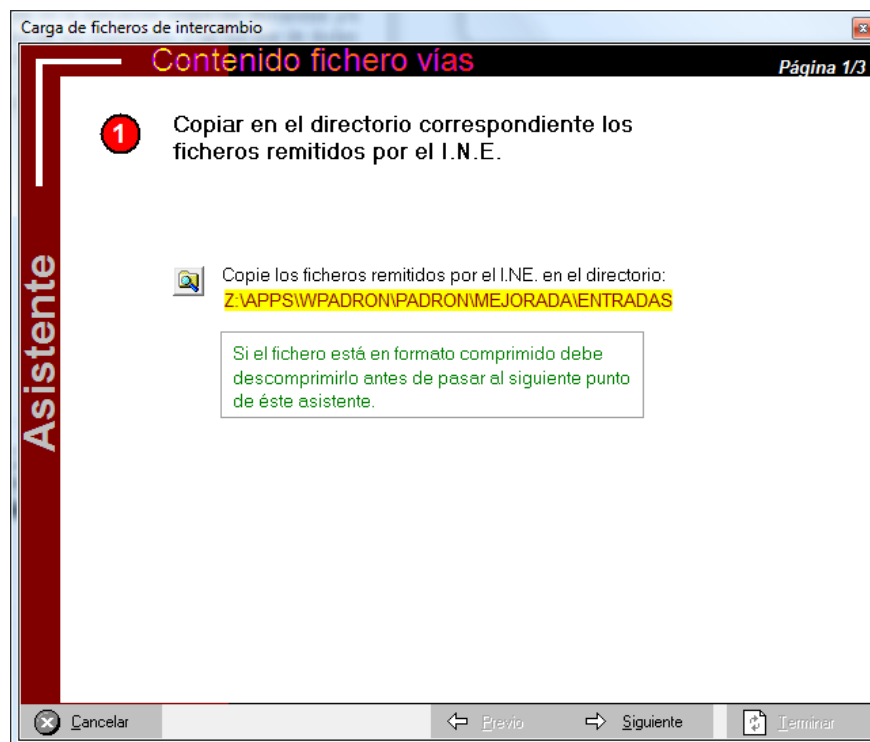 Carga de ficheros de intercambio
Contenido fichero vías
Página 1/3
1
Copiar en el directorio correspondiente los
ficheros remitidos por el I.N.E.
Asistente
Copie los ficheros remitidos por el I.NE. en el directorio:
Z:\APPS\WPADRON\PADRON\MEJORADA\ENTRADAS
Si el fichero está en formato comprimido debe
descomprimirlo antes de pasar al siguiente punto
de éste asistente.
Cancelar
Previo
Siguiente
Terminar